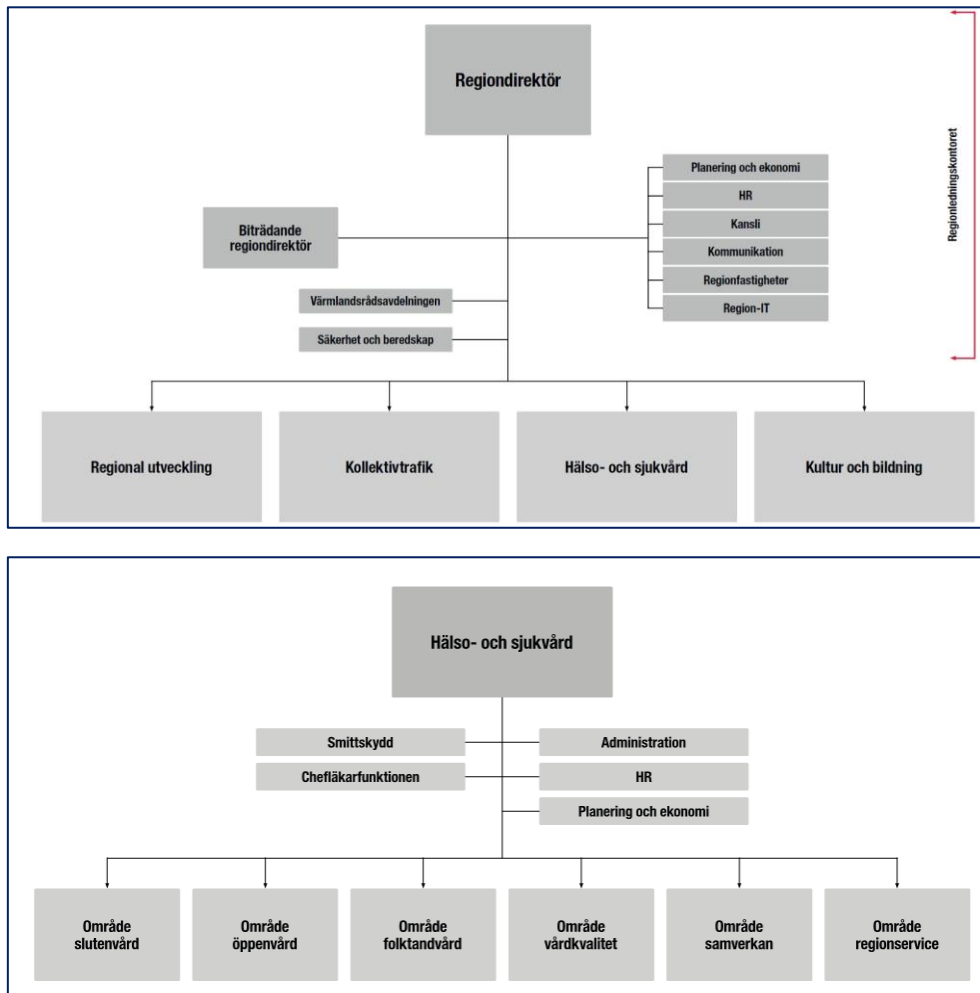 Regiondirektör
Regionledningskontoret
Planering och ekonomi
HR
Kansli
Kommunikation
Regionfastigheter
Region-IT
Biträdande
regiondirektör
Värmlandsrådsavdelningen
Säkerhet och beredskap
Regional utveckling
Kollektivtrafik
Hälso- och sjukvård
Kultur och bildning
Hälso- och sjukvård
Smittskydd
Administration
Chefläkarfunktionen
HR
Planering och ekonomi
Område
slutenvård
Område
öppenvård
Område
folktandvård
Område
vårdkvalitet
Område
samverkan
Område
regionservice